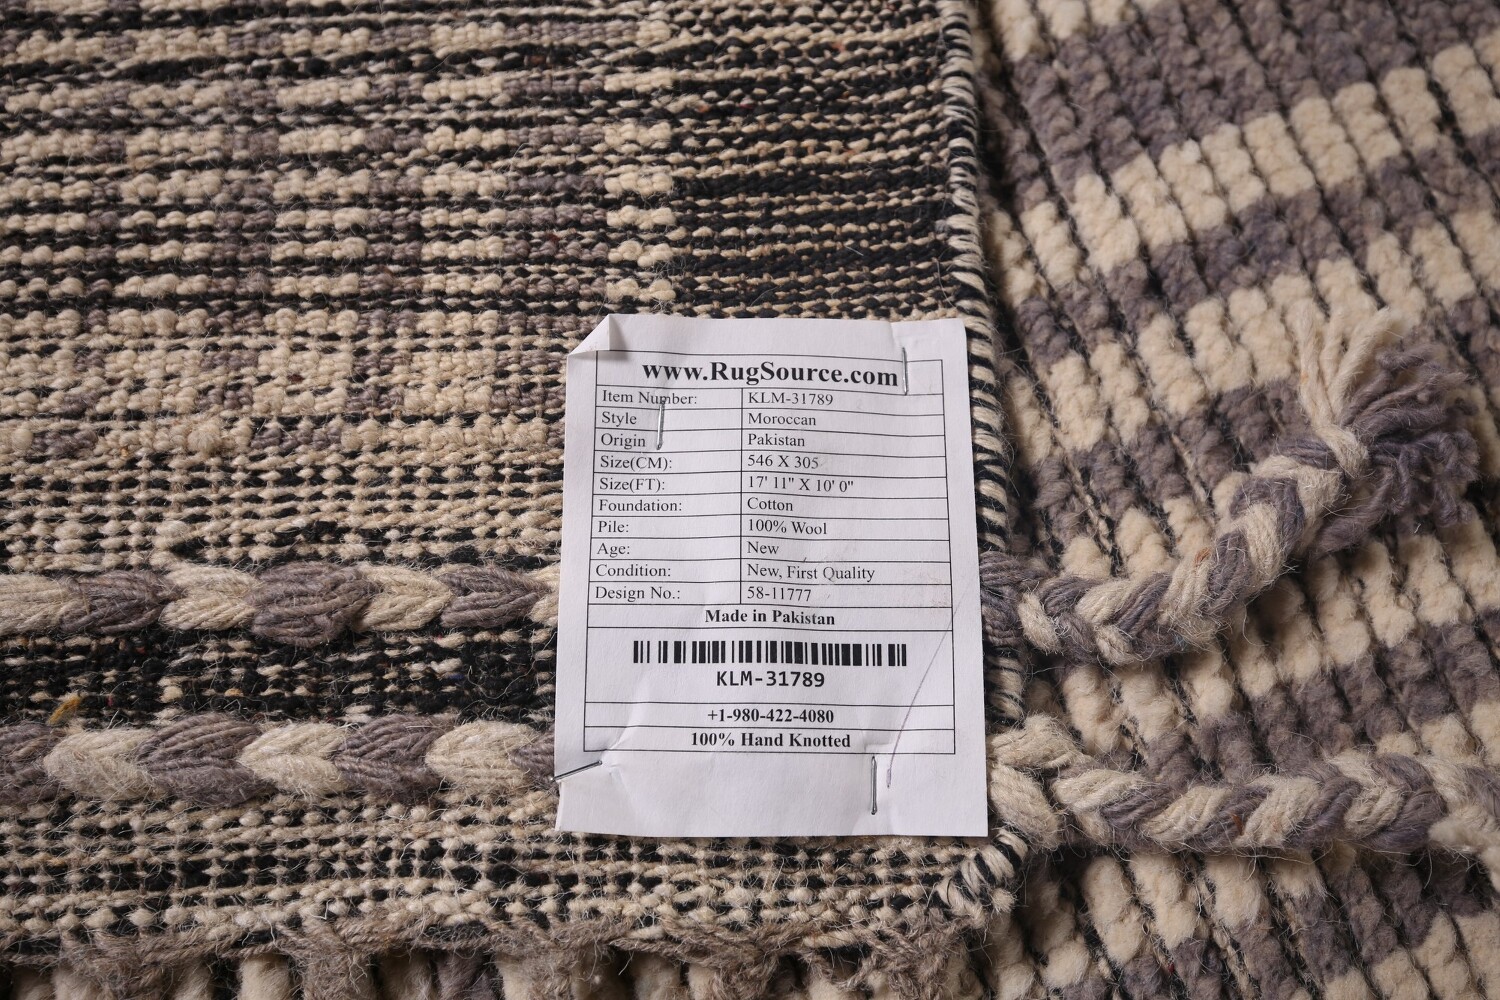 www.RugSource.com
Item Number: KLM-31789
Style Moroccan
Origin Pakistan
Size(CM): 546 X 305
Size(FT): 17' 11" X 10' 0"
Foundation: Cotton
Pile: 100% Wool
Age: New
Condition: New, First Quality
Design No.: 58-11777
Made in Pakistan
KLM-31789
+1-980-422-4080
100% Hand Knotted